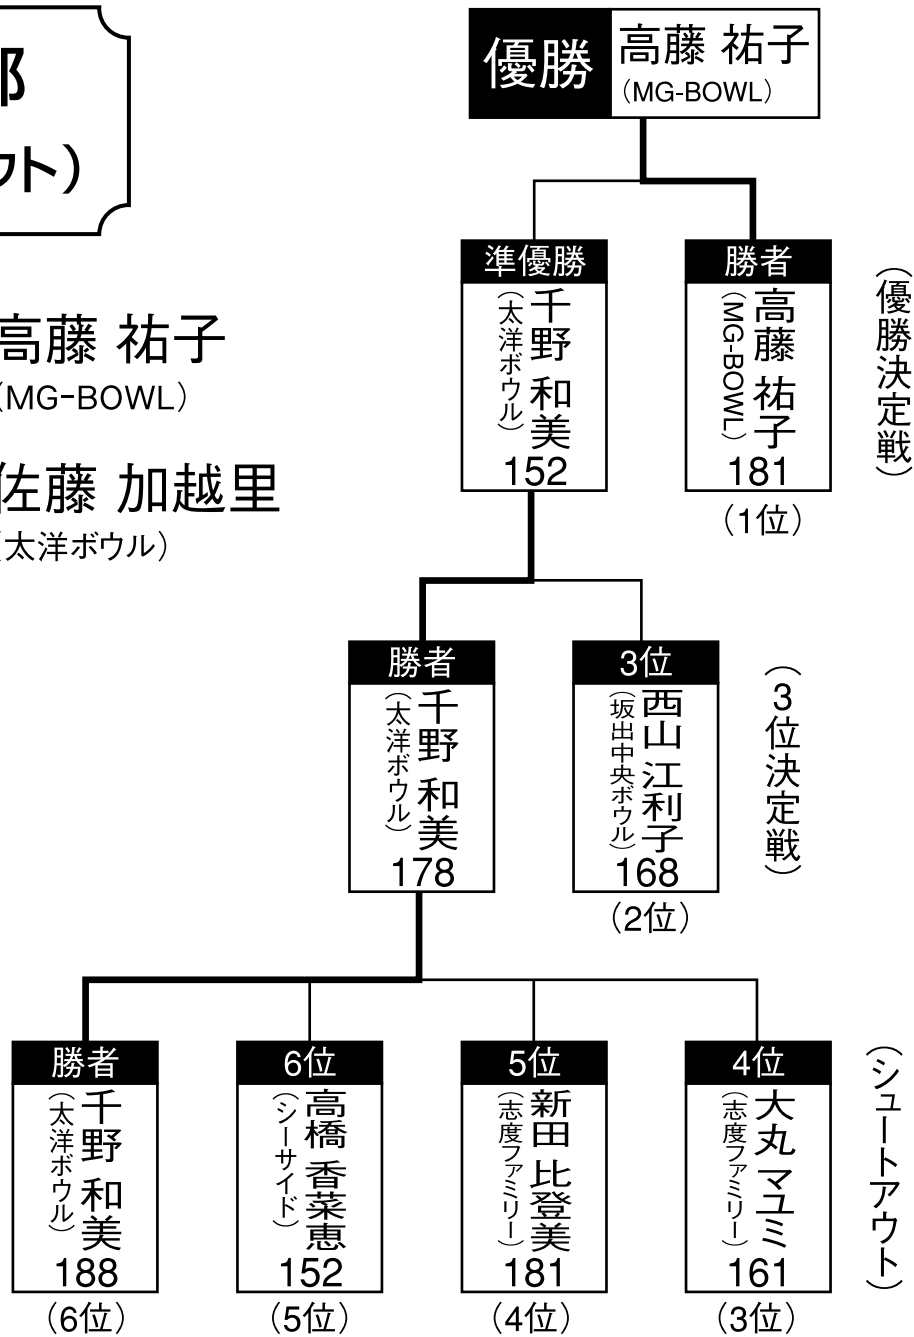 優勝
高藤 祐子
（MG-BOWL）
フト）
高藤 祐子
（MG-BOWL）
佐藤 加越里
（太洋ボウル）
準優勝
千野 和美
（太洋ボウル）
152
勝者
高藤 祐子
（MG-BOWL）
181
（1位）
（優勝決定戦）
勝者
千野 和美
（太洋ボウル）
178
3位
西山 江利子
（坂出中央ボウル）
168
（2位）
（3位決定戦）
勝者
千野 和美
（太洋ボウル）
188
（6位）
6位
高橋 香菜恵
（シーサイド）
152
（5位）
5位
新田 比登美
（志度ファミリー）
181
（4位）
4位
大丸 マユミ
（志度ファミリー）
161
（3位）
（シュートアウト）